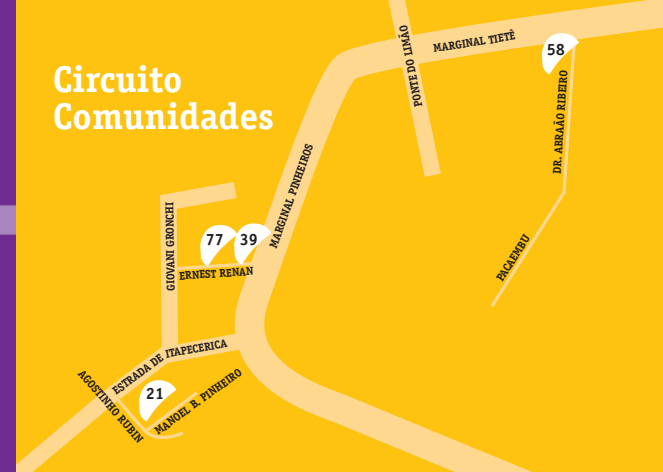 Circuito
Comunidades
PONTE DO LIMÃO
MARGINAL TIETÊ
58
DR. ABRAÃO RIBEIRO
MARGINAL PINHEIROS
GIOVANI GRONCHI
77
39
ERNEST RENAN
PACAEMBU
ESTRADA DE ITAPECERICA
AGOSTINHO RUBIN
21
MANOEL B. PINHEIRO